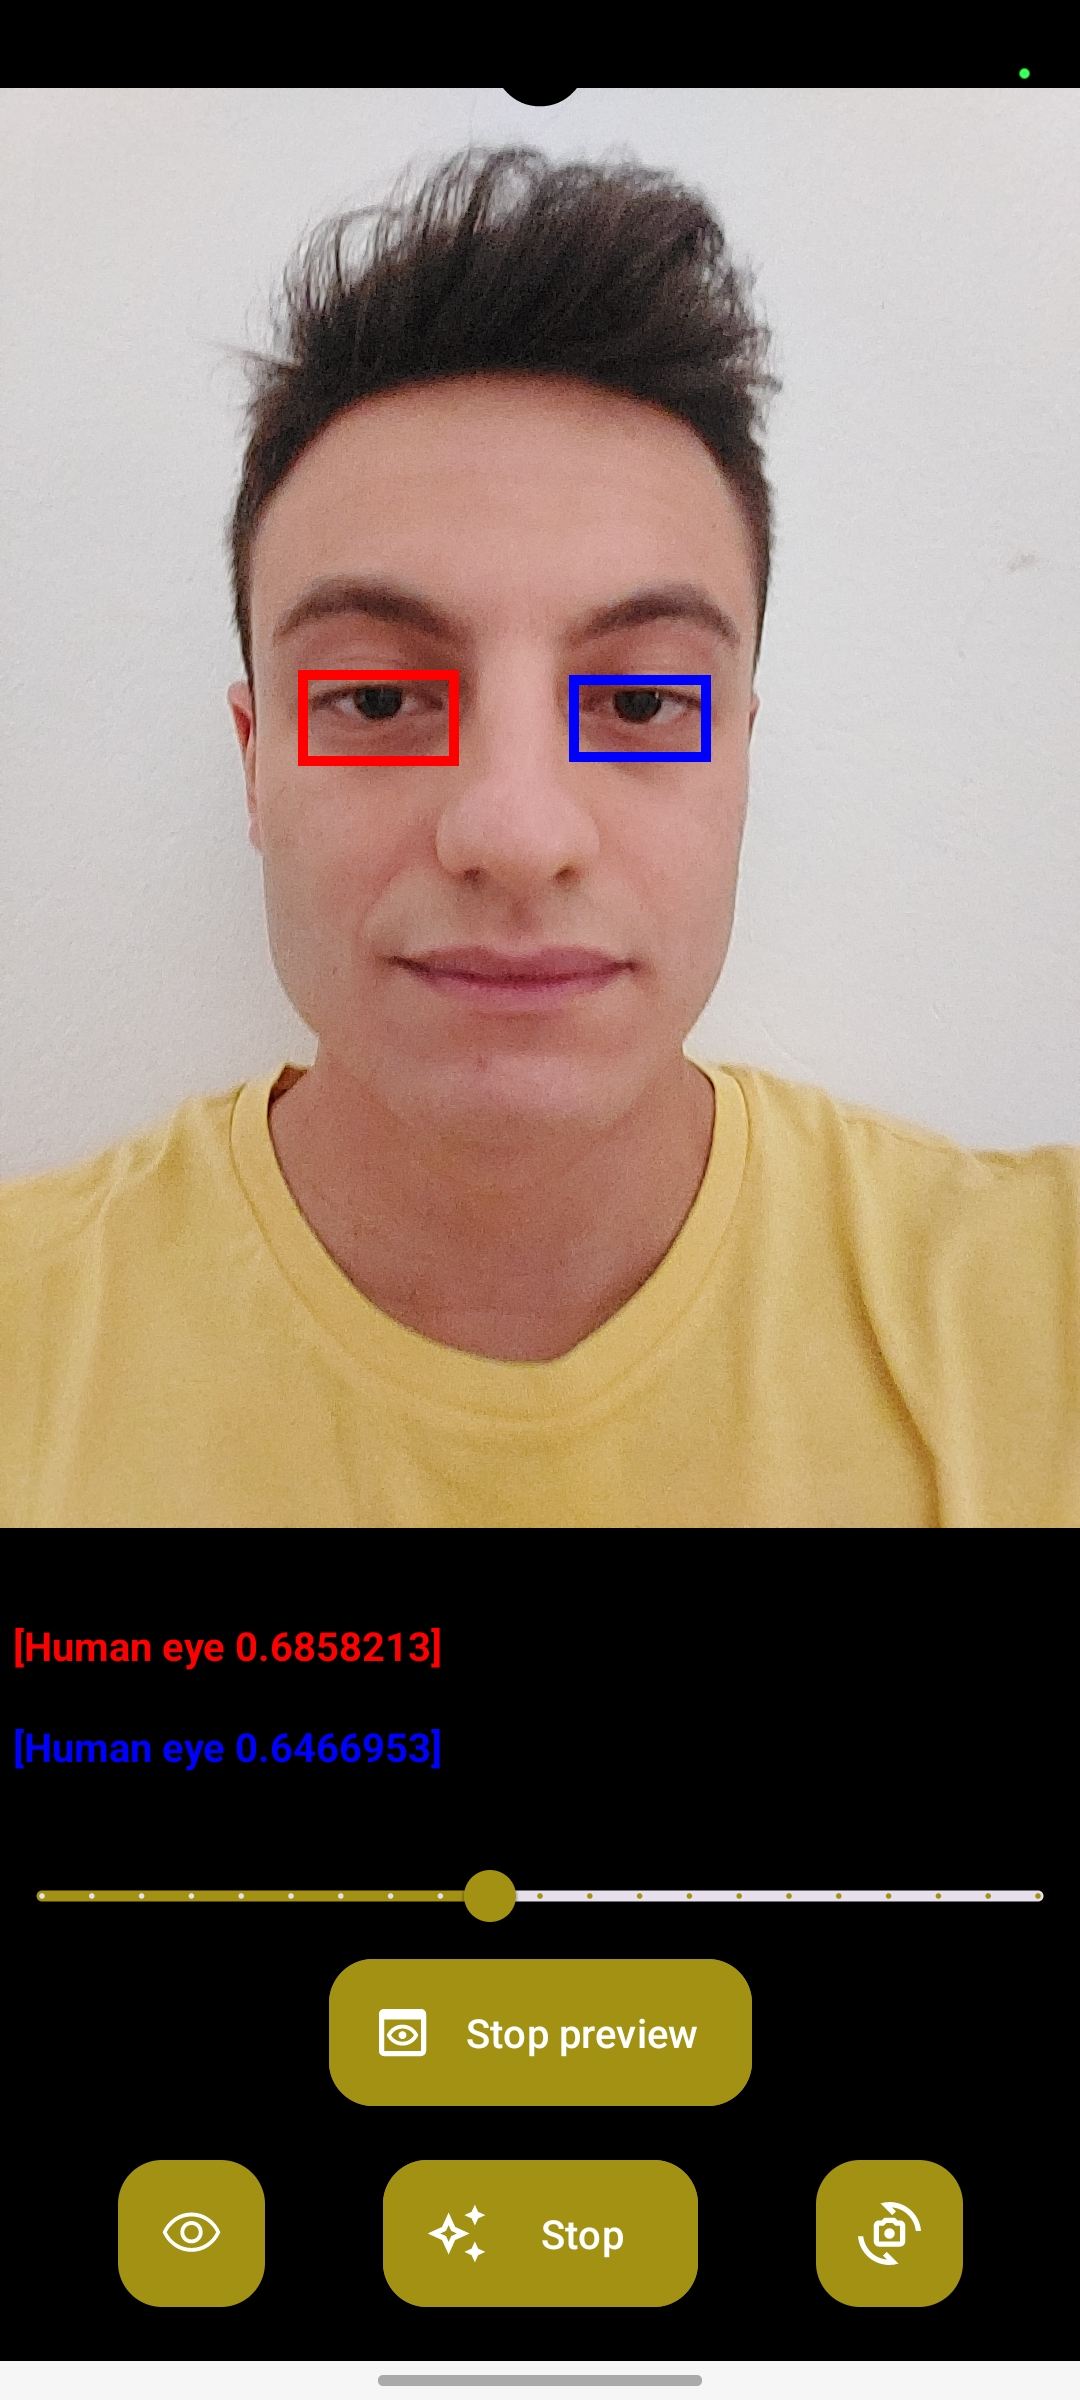 [Human eye 0.6858213]
[Human eye 0.6466953]
Stop preview
Stop